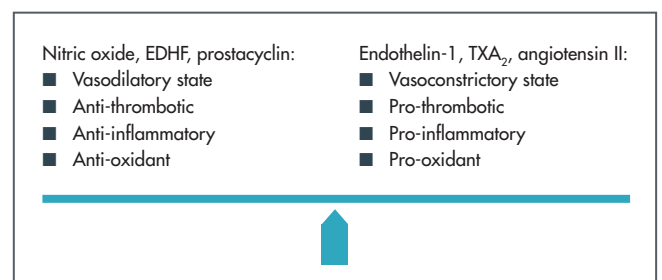 Nitric oxide, EDHF, prostacyclin:
■ Vasodilatory state
■ Anti-thrombotic
■ Anti-inflammatory
■ Anti-oxidant
Endothelin-1, TXA₂, angiotensin II:
■ Vasoconstrictory state
■ Pro-thrombotic
■ Pro-inflammatory
■ Pro-oxidant